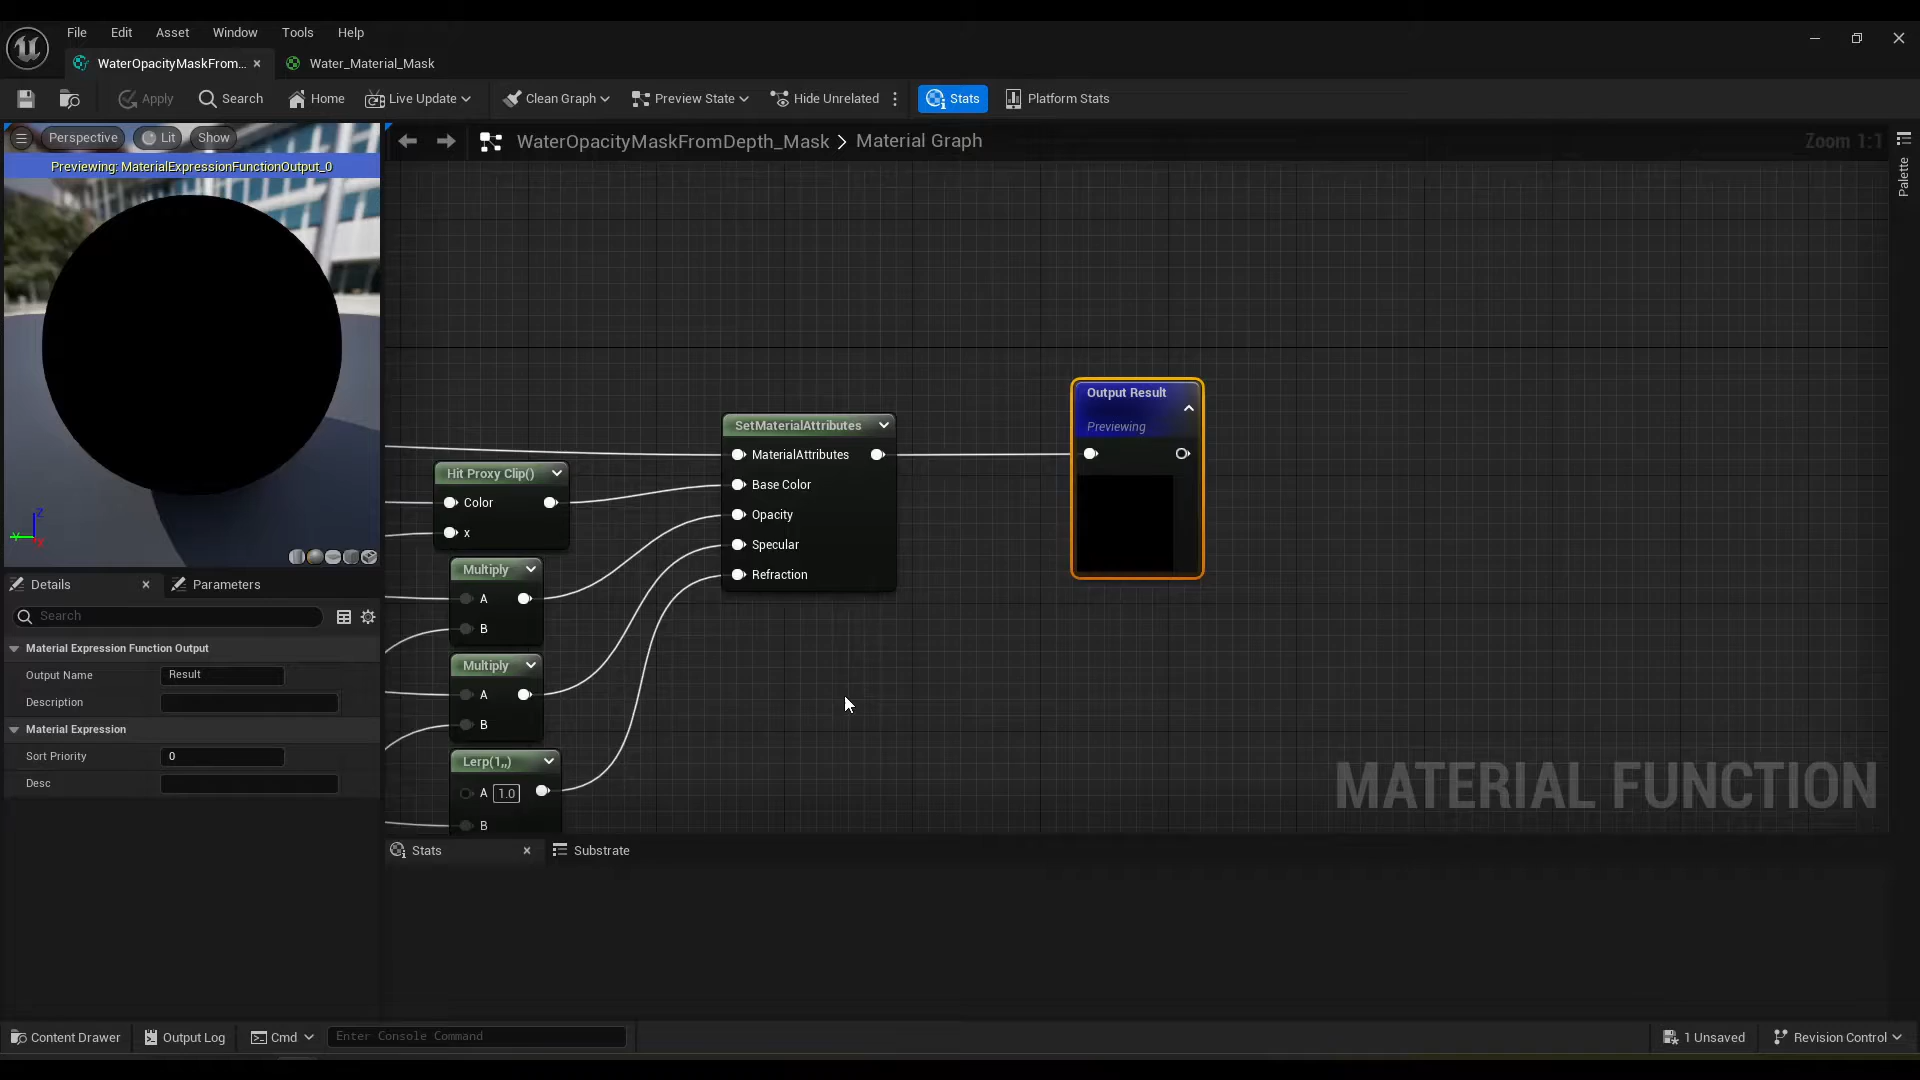 File Edit Asset Window Tools Help
WaterOpacityMaskFrom... Water_Material_Mask
Apply Search Home Live Update Clean Graph Preview State Hide Unrelated Stats Platform Stats
Perspective Lit Show
WaterOpacityMaskFromDepth_Mask > Material Graph
Zoom 1:1
Palette
Previewing: MaterialExpressionFunctionOutput_0
Output Result
Previewing
SetMaterialAttributes
MaterialAttributes
Base Color
Opacity
Specular
Refraction
Hit Proxy Clip()
Color
x
Multiply
A
B
Multiply
A
B
Lerp(1,,)
A 1.0
B
Z
Y
X
MATERIAL FUNCTION
Details Parameters
Search
Material Expression Function Output
Output Name Result
Description
Material Expression
Sort Priority 0
Desc
Stats Substrate
Content Drawer Output Log Cmd Enter Console Command 1 Unsaved Revision Control